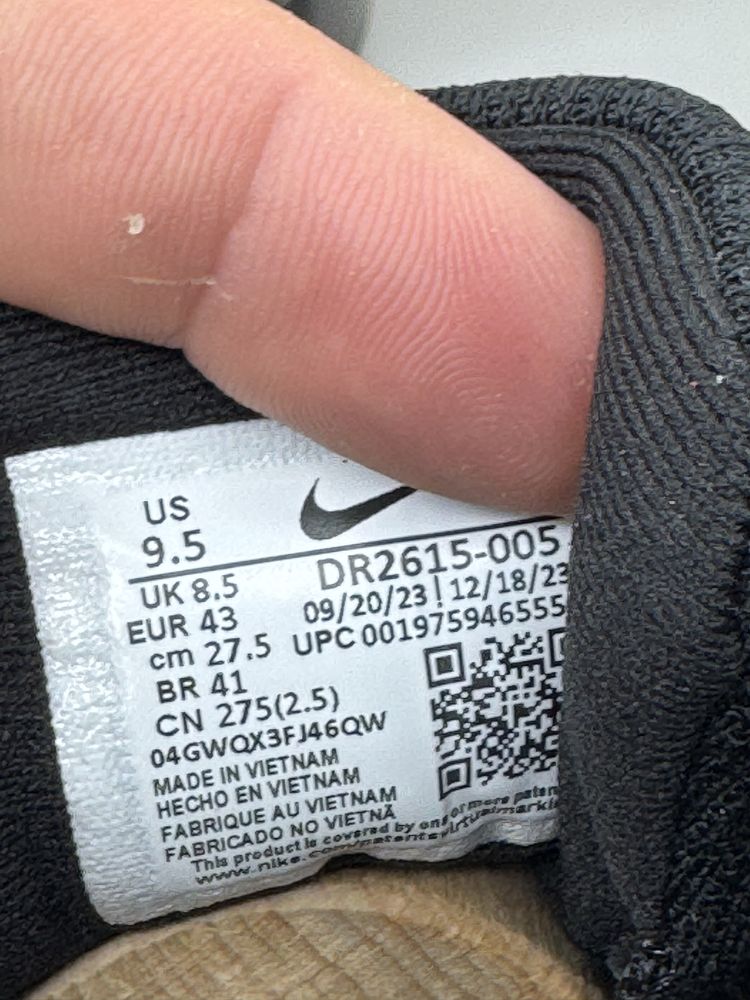 US
9.5
UK 8.5
EUR 43
cm 27.5
BR 41
CN 275(2.5)
DR2615-005
09/20/23 | 12/18/23
UPC 001975946555
04GWQX3FJ46QW
MADE IN VIETNAM
HECHO EN VIETNAM
FABRIQUE AU VIETNAM
FABRICADO NO VIETNÃ
This product is covered by one or more
www.nike.com/patents